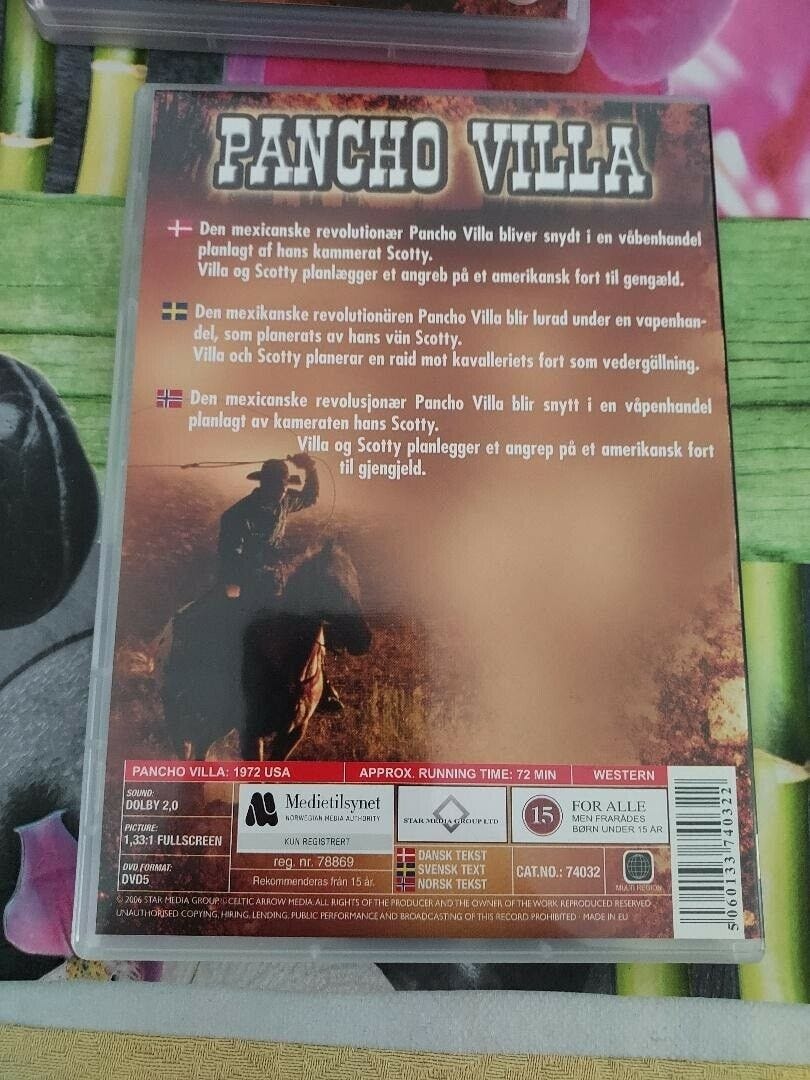 PANCHO VILLA
Den mexicanske revolutionær Pancho Villa bliver snydt i en våbenhandel
planlagt af hans kammerat Scotty.
Villa og Scotty planlægger et angreb på et amerikansk fort til gengæld.
Den mexikanske revolutionären Pancho Villa blir lurad under en vapenhan-
del, som planerats av hans vän Scotty.
Villa och Scotty planerar en raid mot kavalleriets fort som vedergällning.
Den mexicanske revolusjonær Pancho Villa blir snytt i en våpenhandel
planlagt av kameraten hans Scotty.
Villa og Scotty planlegger et angrep på et amerikansk fort
til gjengjeld.
PANCHO VILLA: 1972 USA
APPROX. RUNNING TIME: 72 MIN
WESTERN
SOUND:
DOLBY 2,0
PICTURE:
1,33:1 FULLSCREEN
DVD FORMAT:
DVD5
Medietilsynet
NORWEGIAN MEDIA AUTHORITY
KUN REGISTRERT
reg. nr. 78869
Rekommenderas från 15 år.
STAR MEDIA GROUP LTD
15
FOR ALLE
MEN FRARÅDES
BØRN UNDER 15 ÅR
DANSK TEKST
SVENSK TEXT
NORSK TEKST
CAT.NO.: 74032
MULTI REGION
5060133740322
© 2006 STAR MEDIA GROUP. © CELTIC ARROW MEDIA. ALL RIGHTS OF THE PRODUCER AND THE OWNER OF THE WORK REPRODUCED RESERVED
UNAUTHORISED COPYING, HIRING, LENDING, PUBLIC PERFORMANCE AND BROADCASTING OF THIS RECORD PROHIBITED · MADE IN EU